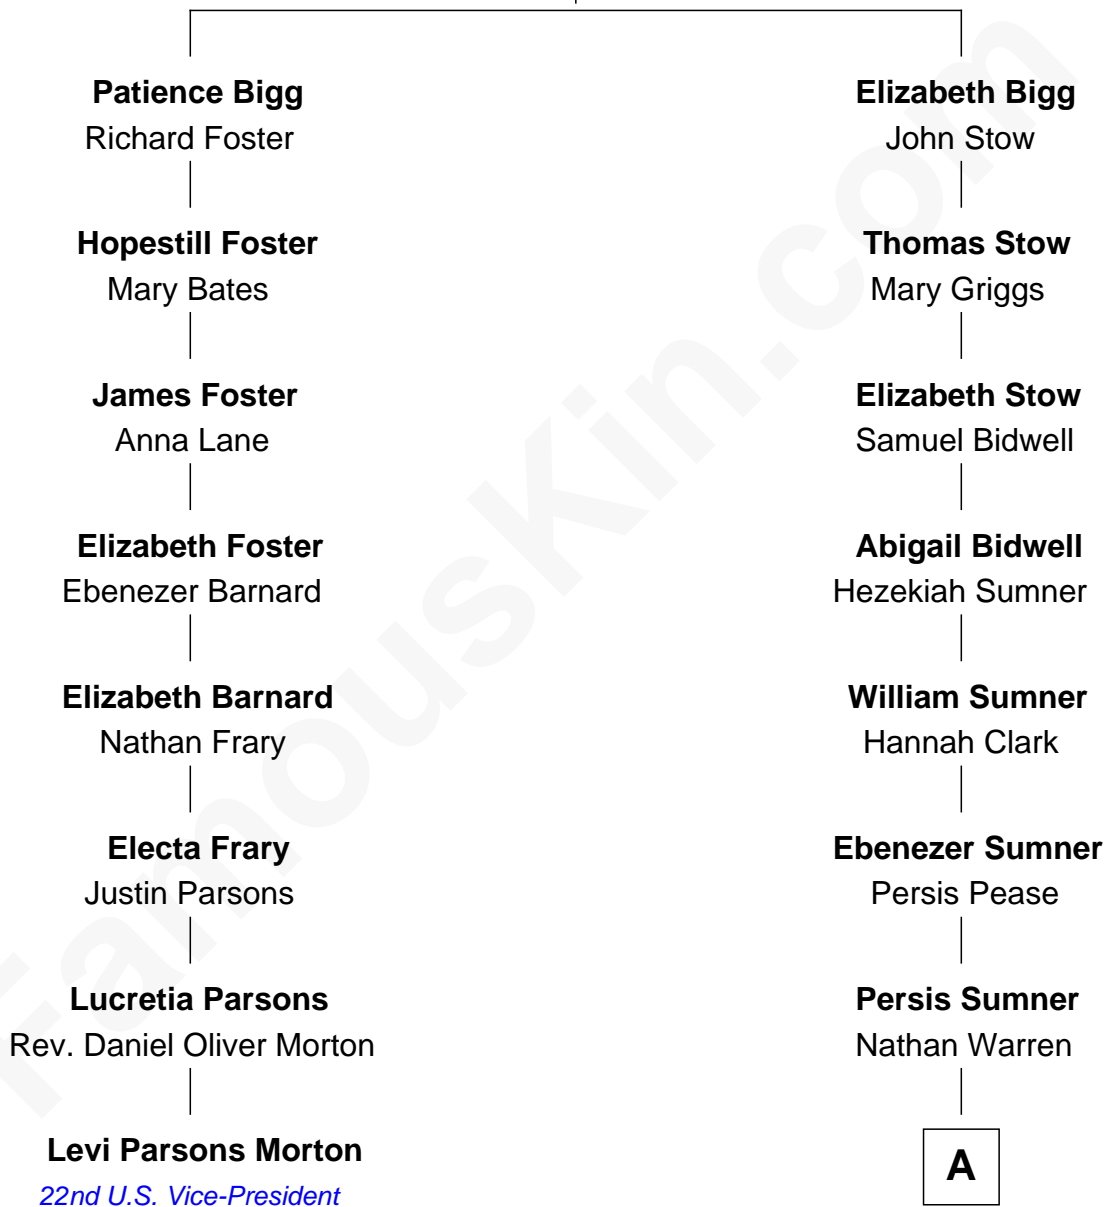 Patience Bigg
Richard Foster
Elizabeth Bigg
John Stow
Hopestill Foster
Mary Bates
Thomas Stow
Mary Griggs
James Foster
Anna Lane
Elizabeth Stow
Samuel Bidwell
Elizabeth Foster
Ebenezer Barnard
Abigail Bidwell
Hezekiah Sumner
Elizabeth Barnard
Nathan Frary
William Sumner
Hannah Clark
Electa Frary
Justin Parsons
Ebenezer Sumner
Persis Pease
Lucretia Parsons
Rev. Daniel Oliver Morton
Persis Sumner
Nathan Warren
Levi Parsons Morton
22nd U.S. Vice-President
A
FamousKin.com